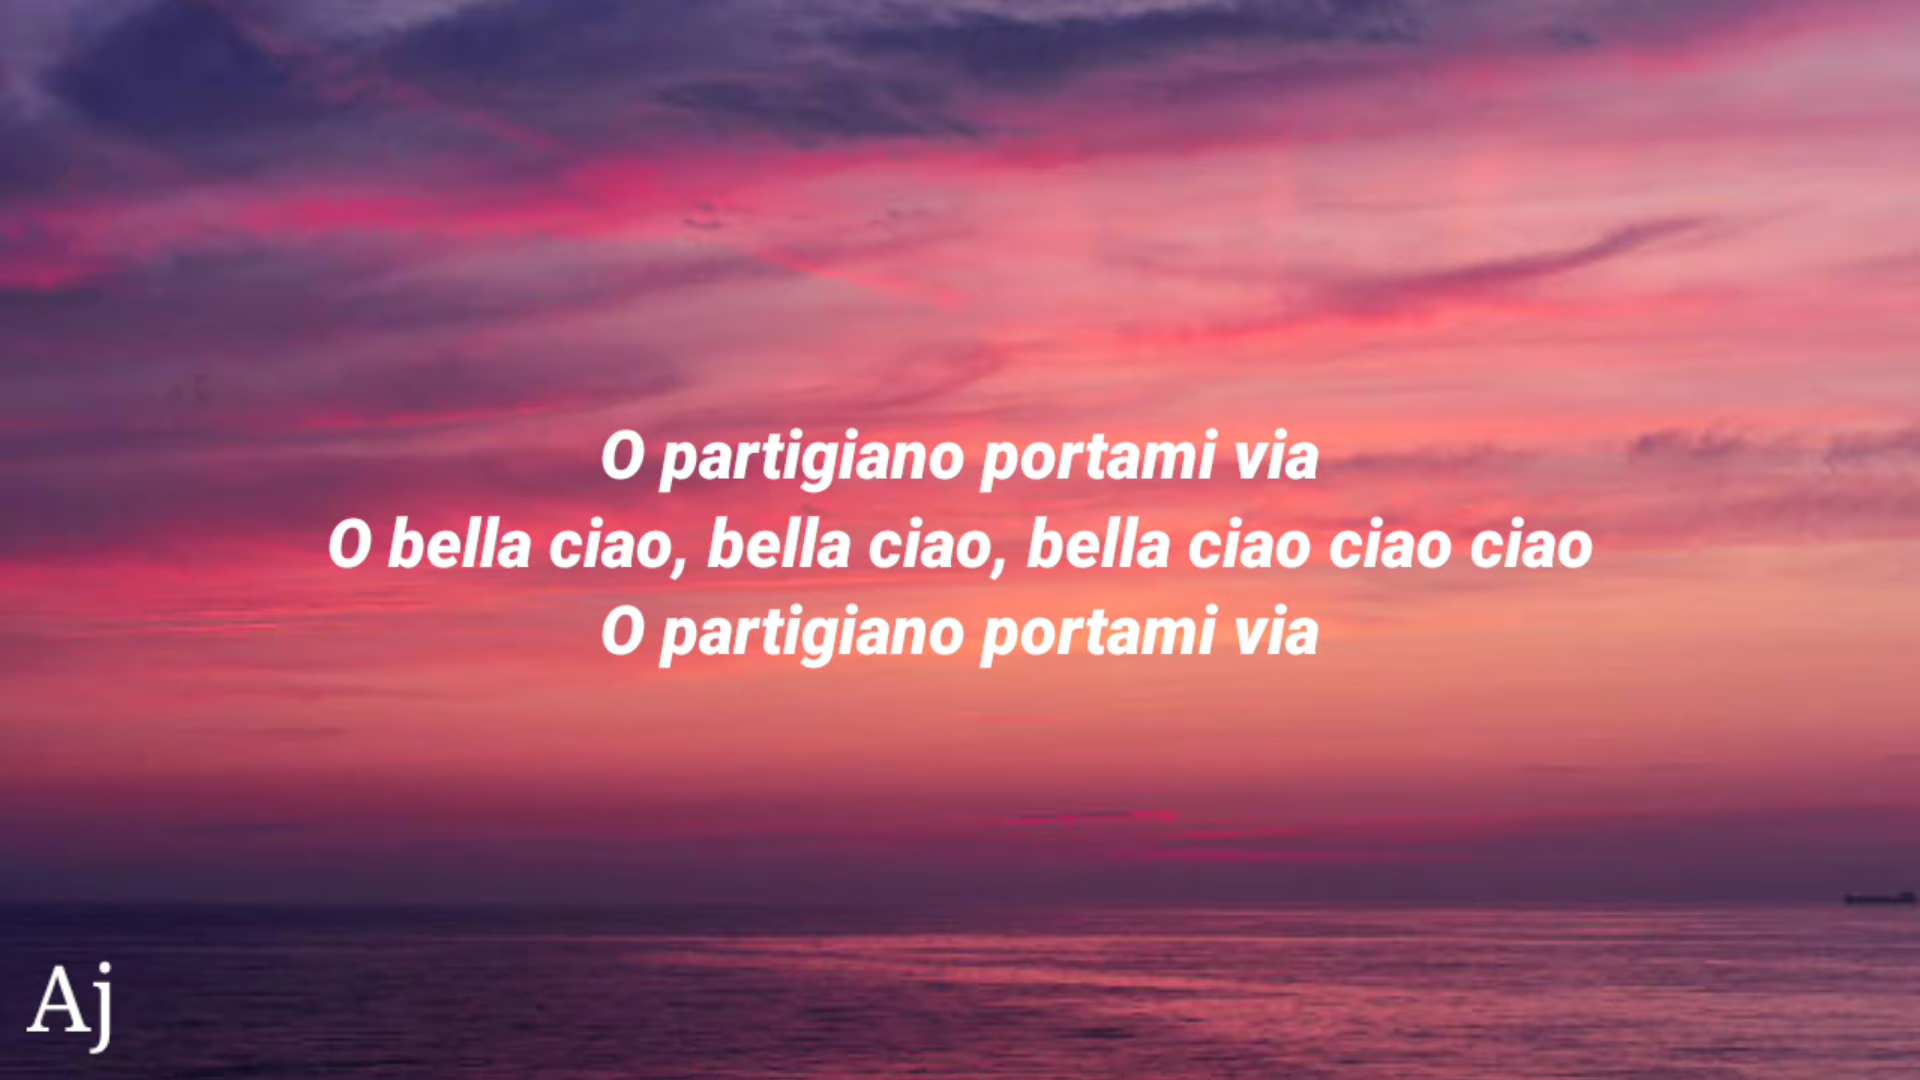 O partigiano portami via
O bella ciao, bella ciao, bella ciao ciao ciao
O partigiano portami via
Aj